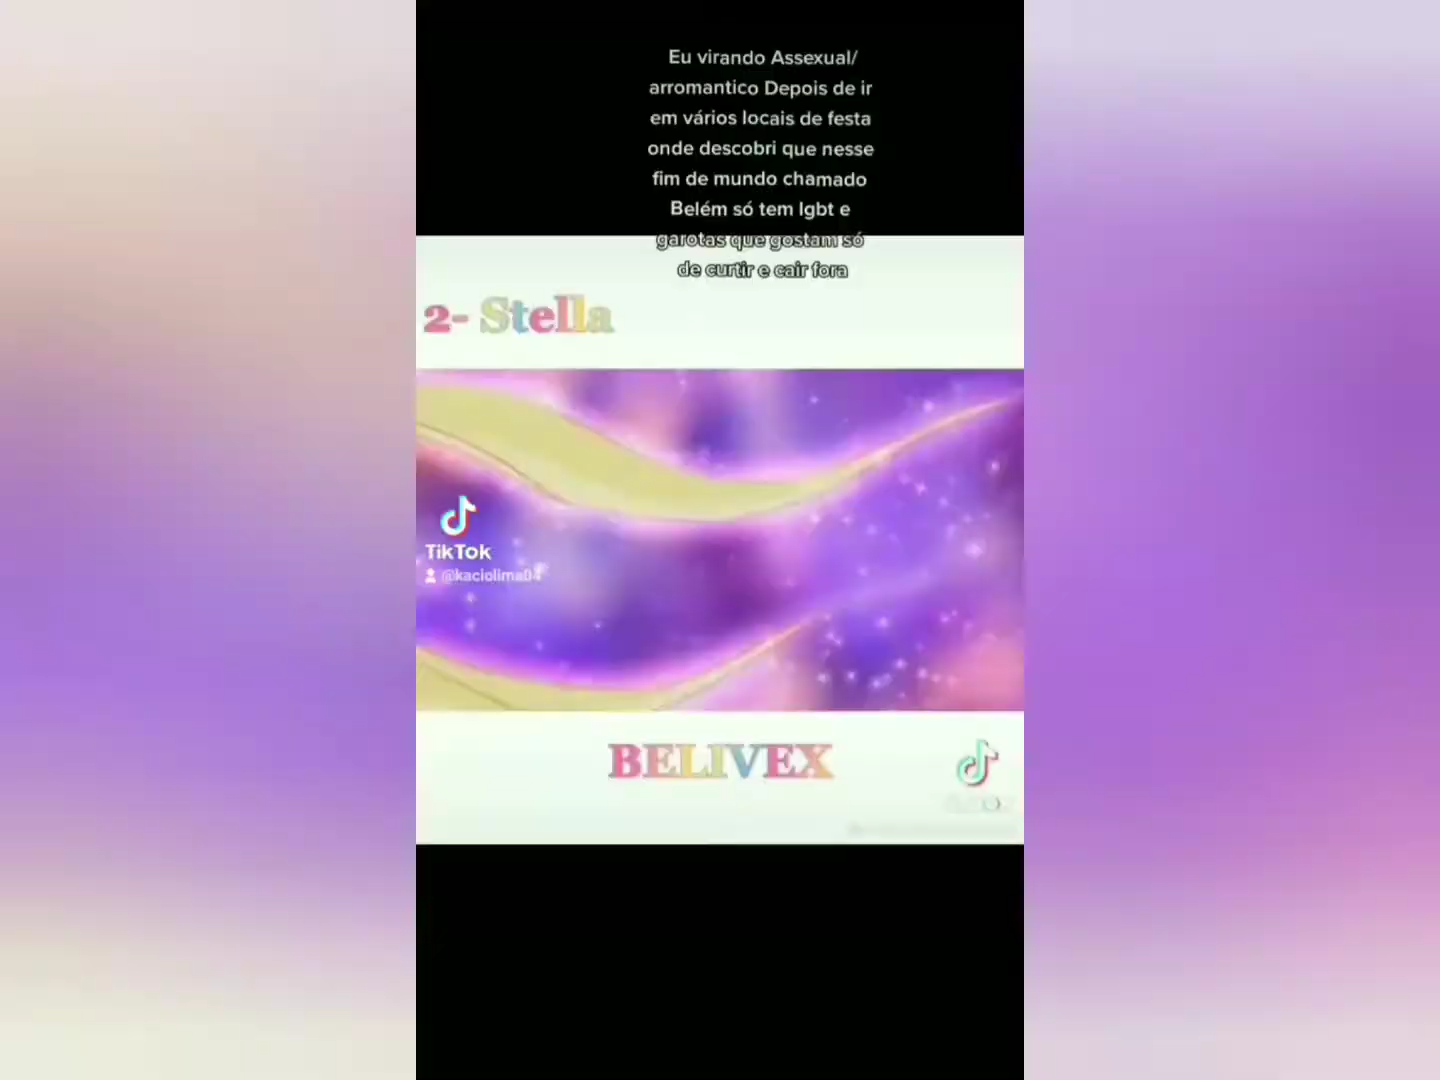 Eu virando Assexual/
arromantico Depois de ir
em vários locais de festa
onde descobri que nesse
fim de mundo chamado
Belém só tem lgbt e
garotas que gostam só
de curtir e cair fora
2- Stella
TikTok
@kaciolima04
BELIVEX